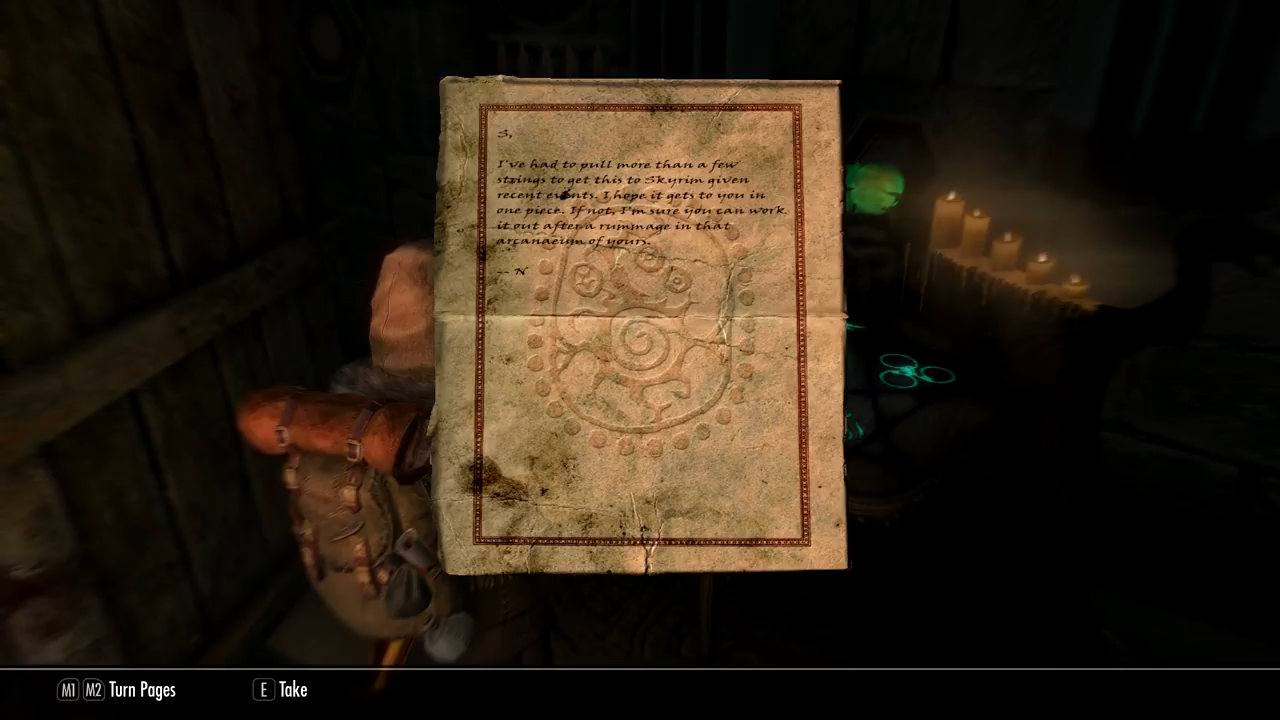 S,
I've had to pull more than a few
strings to get this to Skyrim given
recent events. I hope it gets to you in
one piece. If not, I'm sure you can work
it out after a rummage in that
arcanaeum of yours.
-- N
M1 M2 Turn Pages
E Take